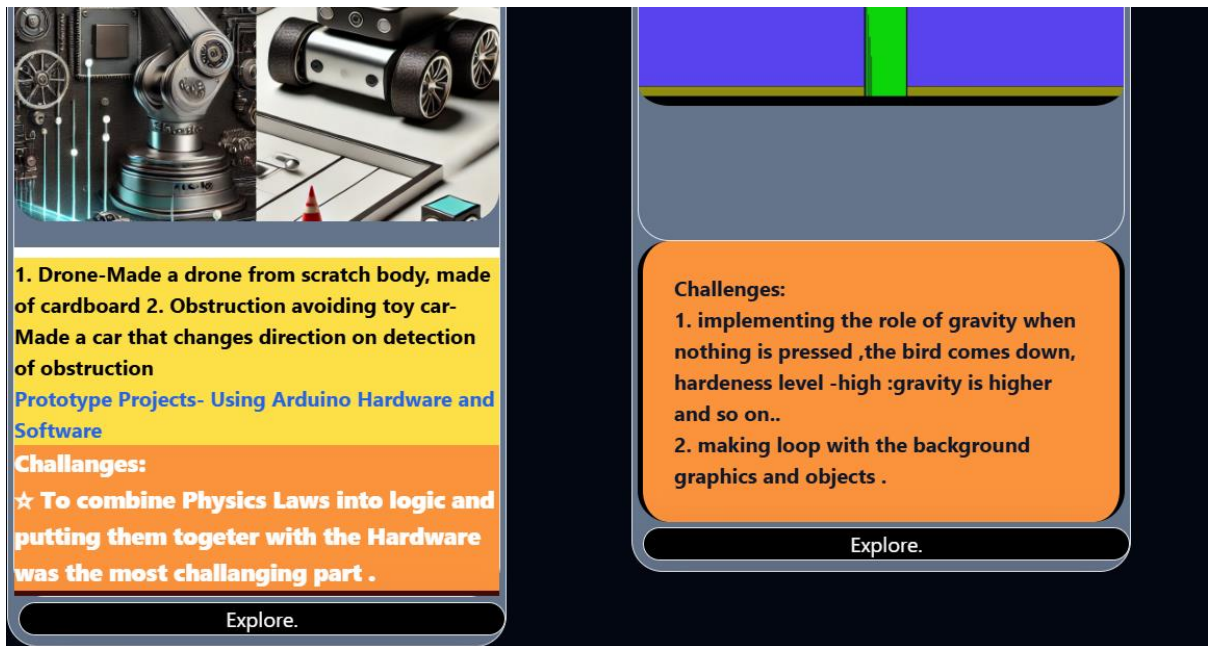 1. Drone-Made a drone from scratch body, made
of cardboard 2. Obstruction avoiding toy car-
Made a car that changes direction on detection
of obstruction
Prototype Projects- Using Arduino Hardware and
Software
Challanges:
☆ To combine Physics Laws into logic and
putting them togeter with the Hardware
was the most challanging part .
Explore.
Challenges:
1. implementing the role of gravity when
nothing is pressed ,the bird comes down,
hardeness level -high :gravity is higher
and so on..
2. making loop with the background
graphics and objects .
Explore.